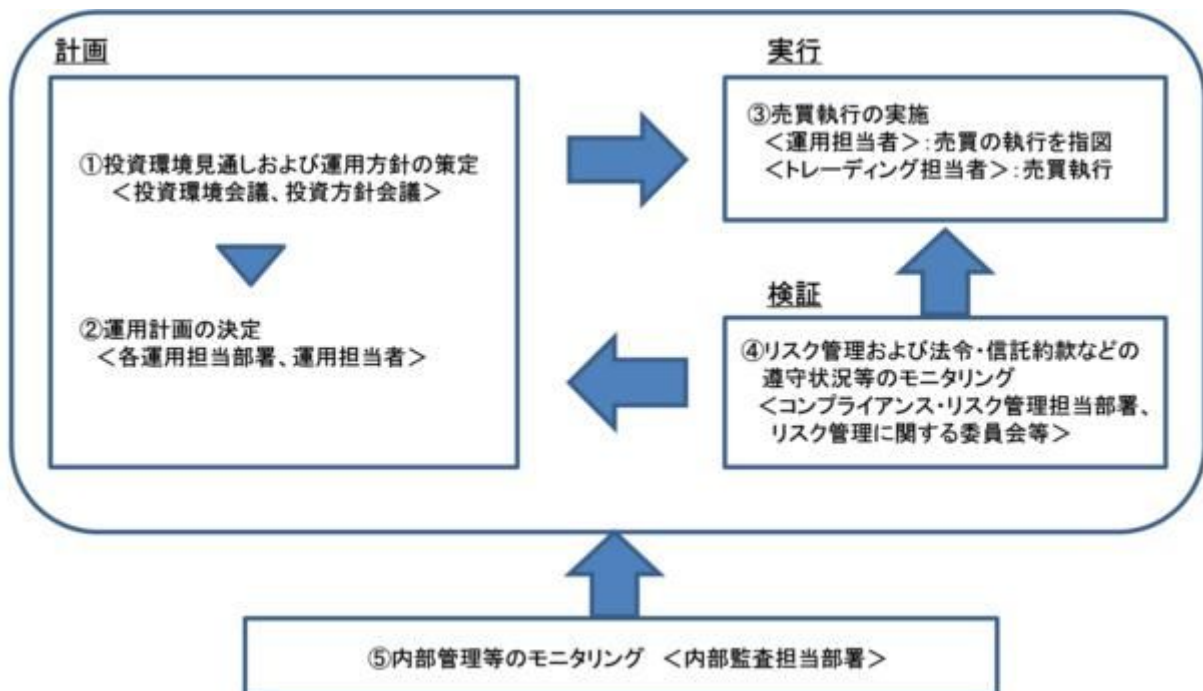 計画
①投資環境見通しおよび運用方針の策定
＜投資環境会議、投資方針会議＞
②運用計画の決定
＜各運用担当部署、運用担当者＞
実行
③売買執行の実施
＜運用担当者＞：売買の執行を指図
＜トレーディング担当者＞：売買執行
検証
④リスク管理および法令・信託約款などの
遵守状況等のモニタリング
＜コンプライアンス・リスク管理担当部署、
リスク管理に関する委員会等＞
⑤内部管理等のモニタリング　＜内部監査担当部署＞